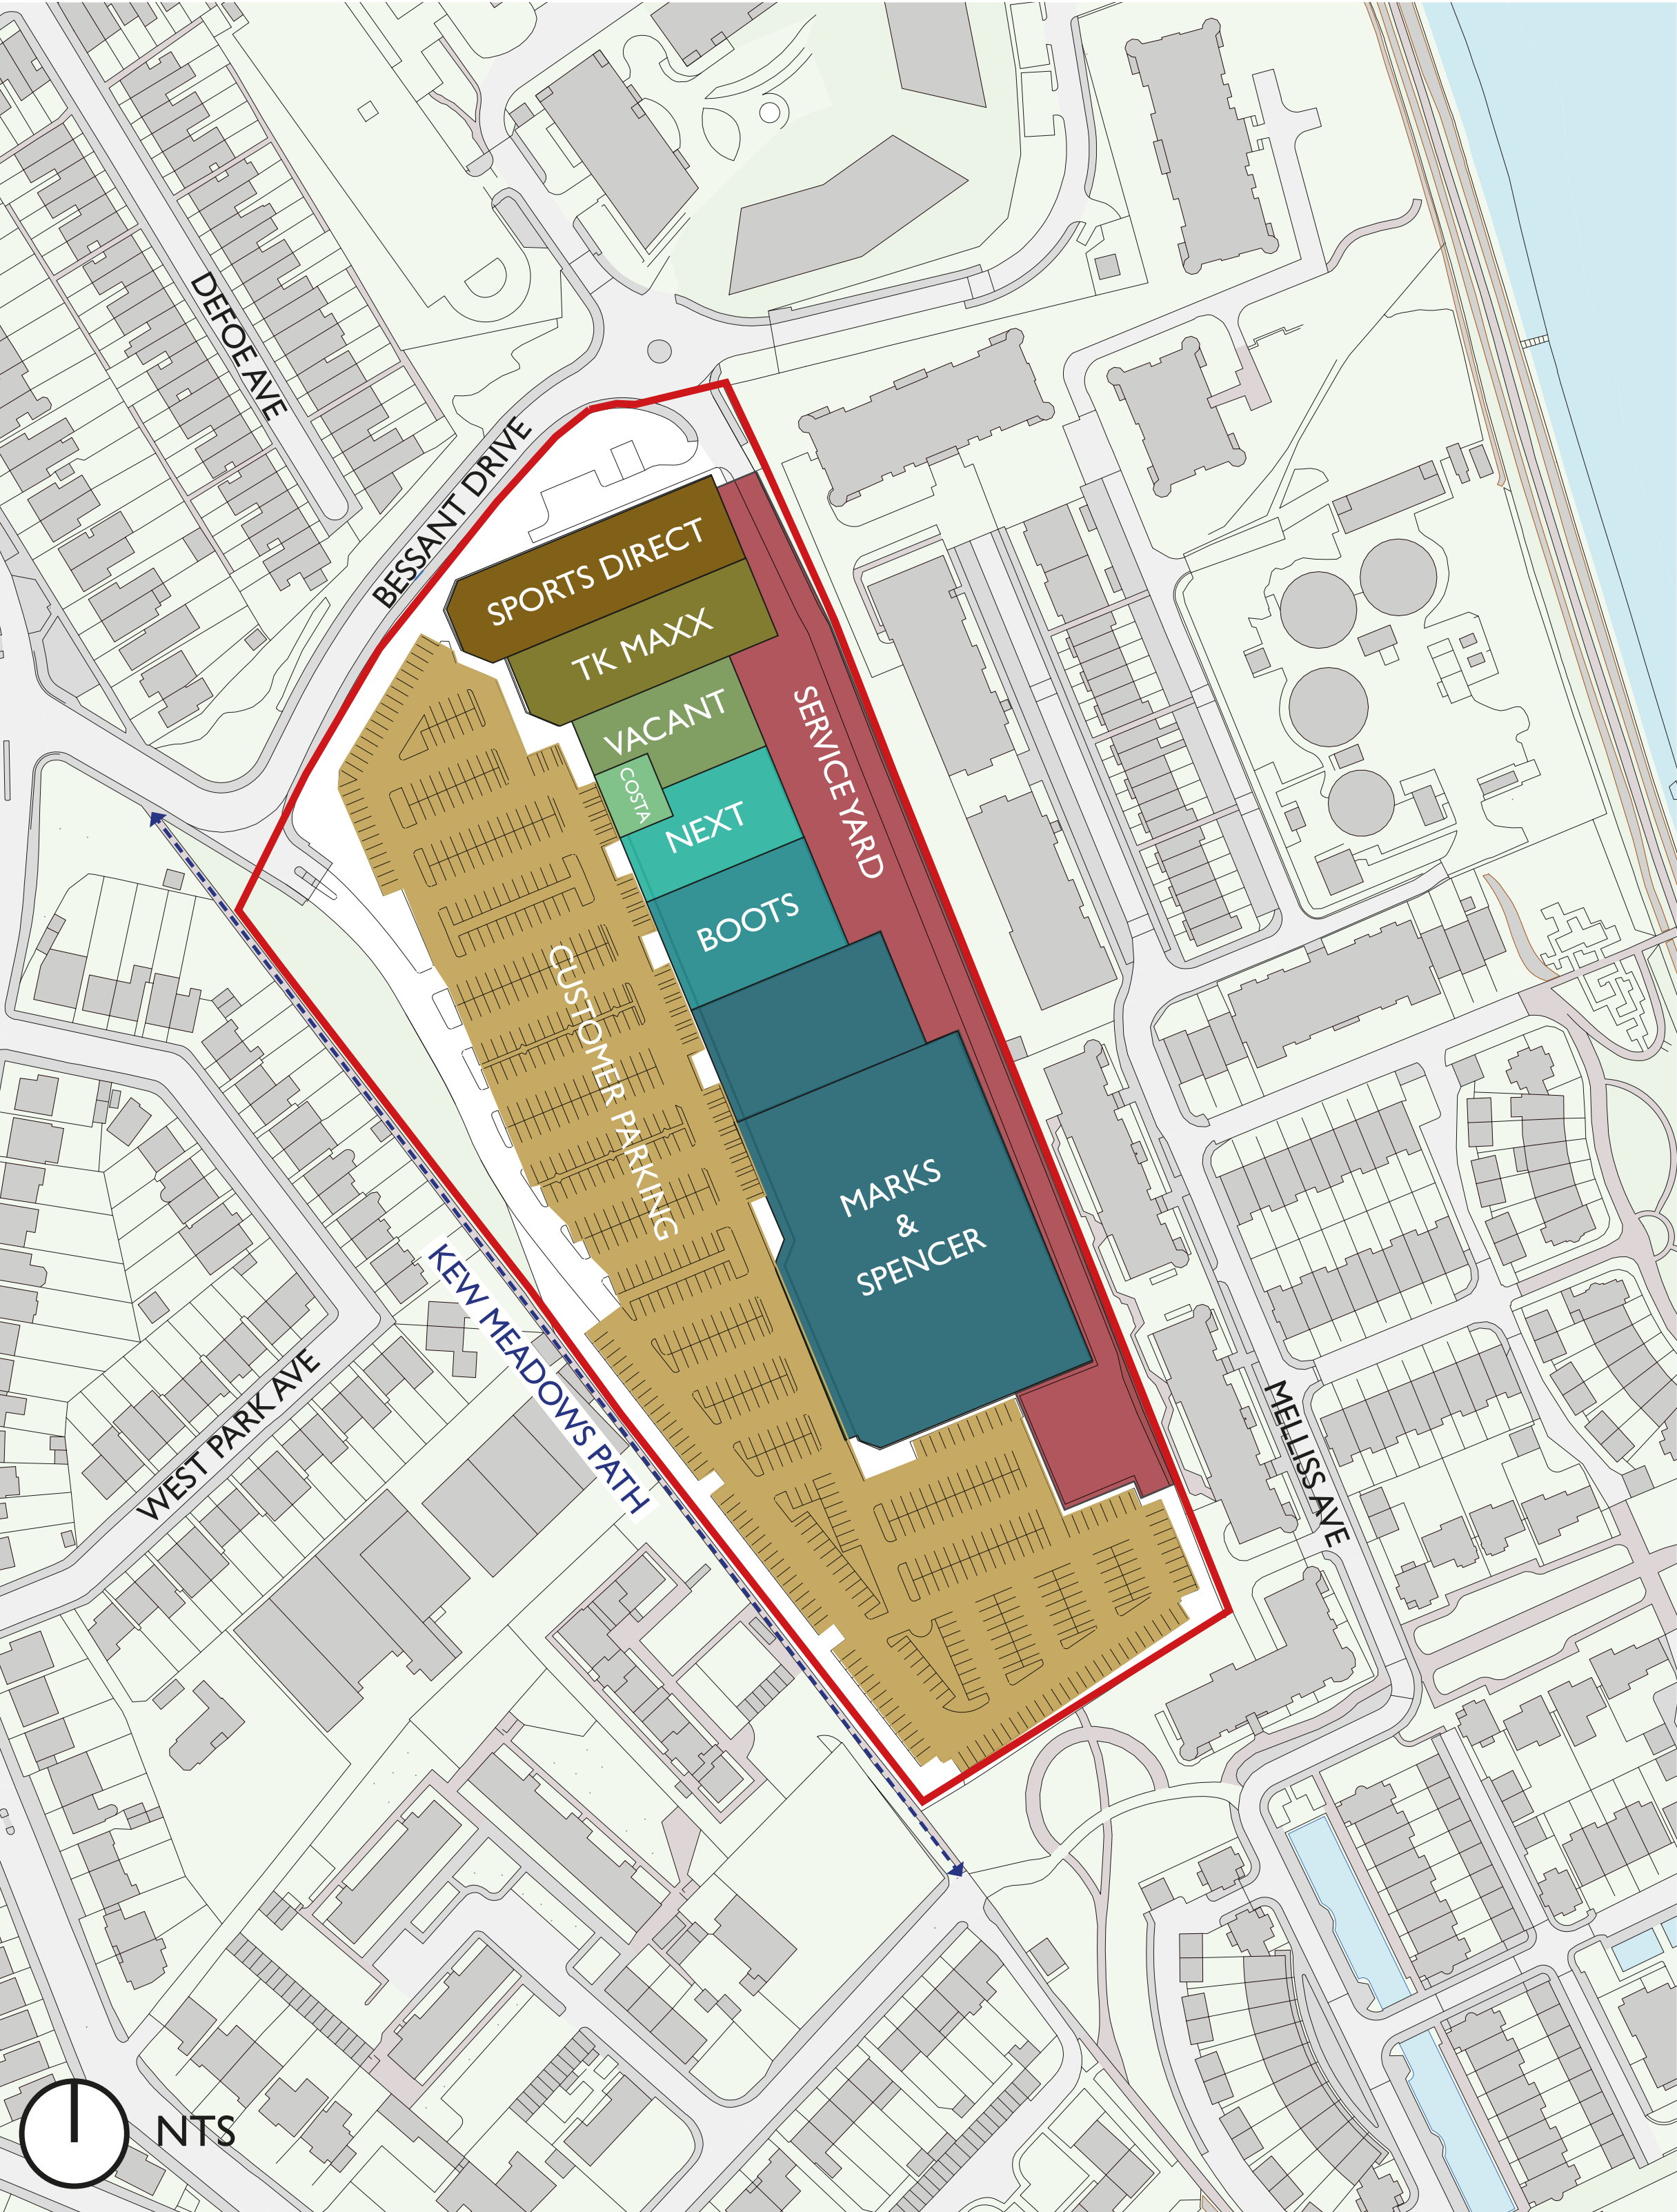 DEFOE AVE
BESSANT DRIVE
SPORTS DIRECT
TK MAXX
VACANT
COSTA
NEXT
BOOTS
SERVICE YARD
CUSTOMER PARKING
MARKS
&
SPENCER
KEW MEADOWS PATH
WEST PARK AVE
MELLISS AVE
NTS